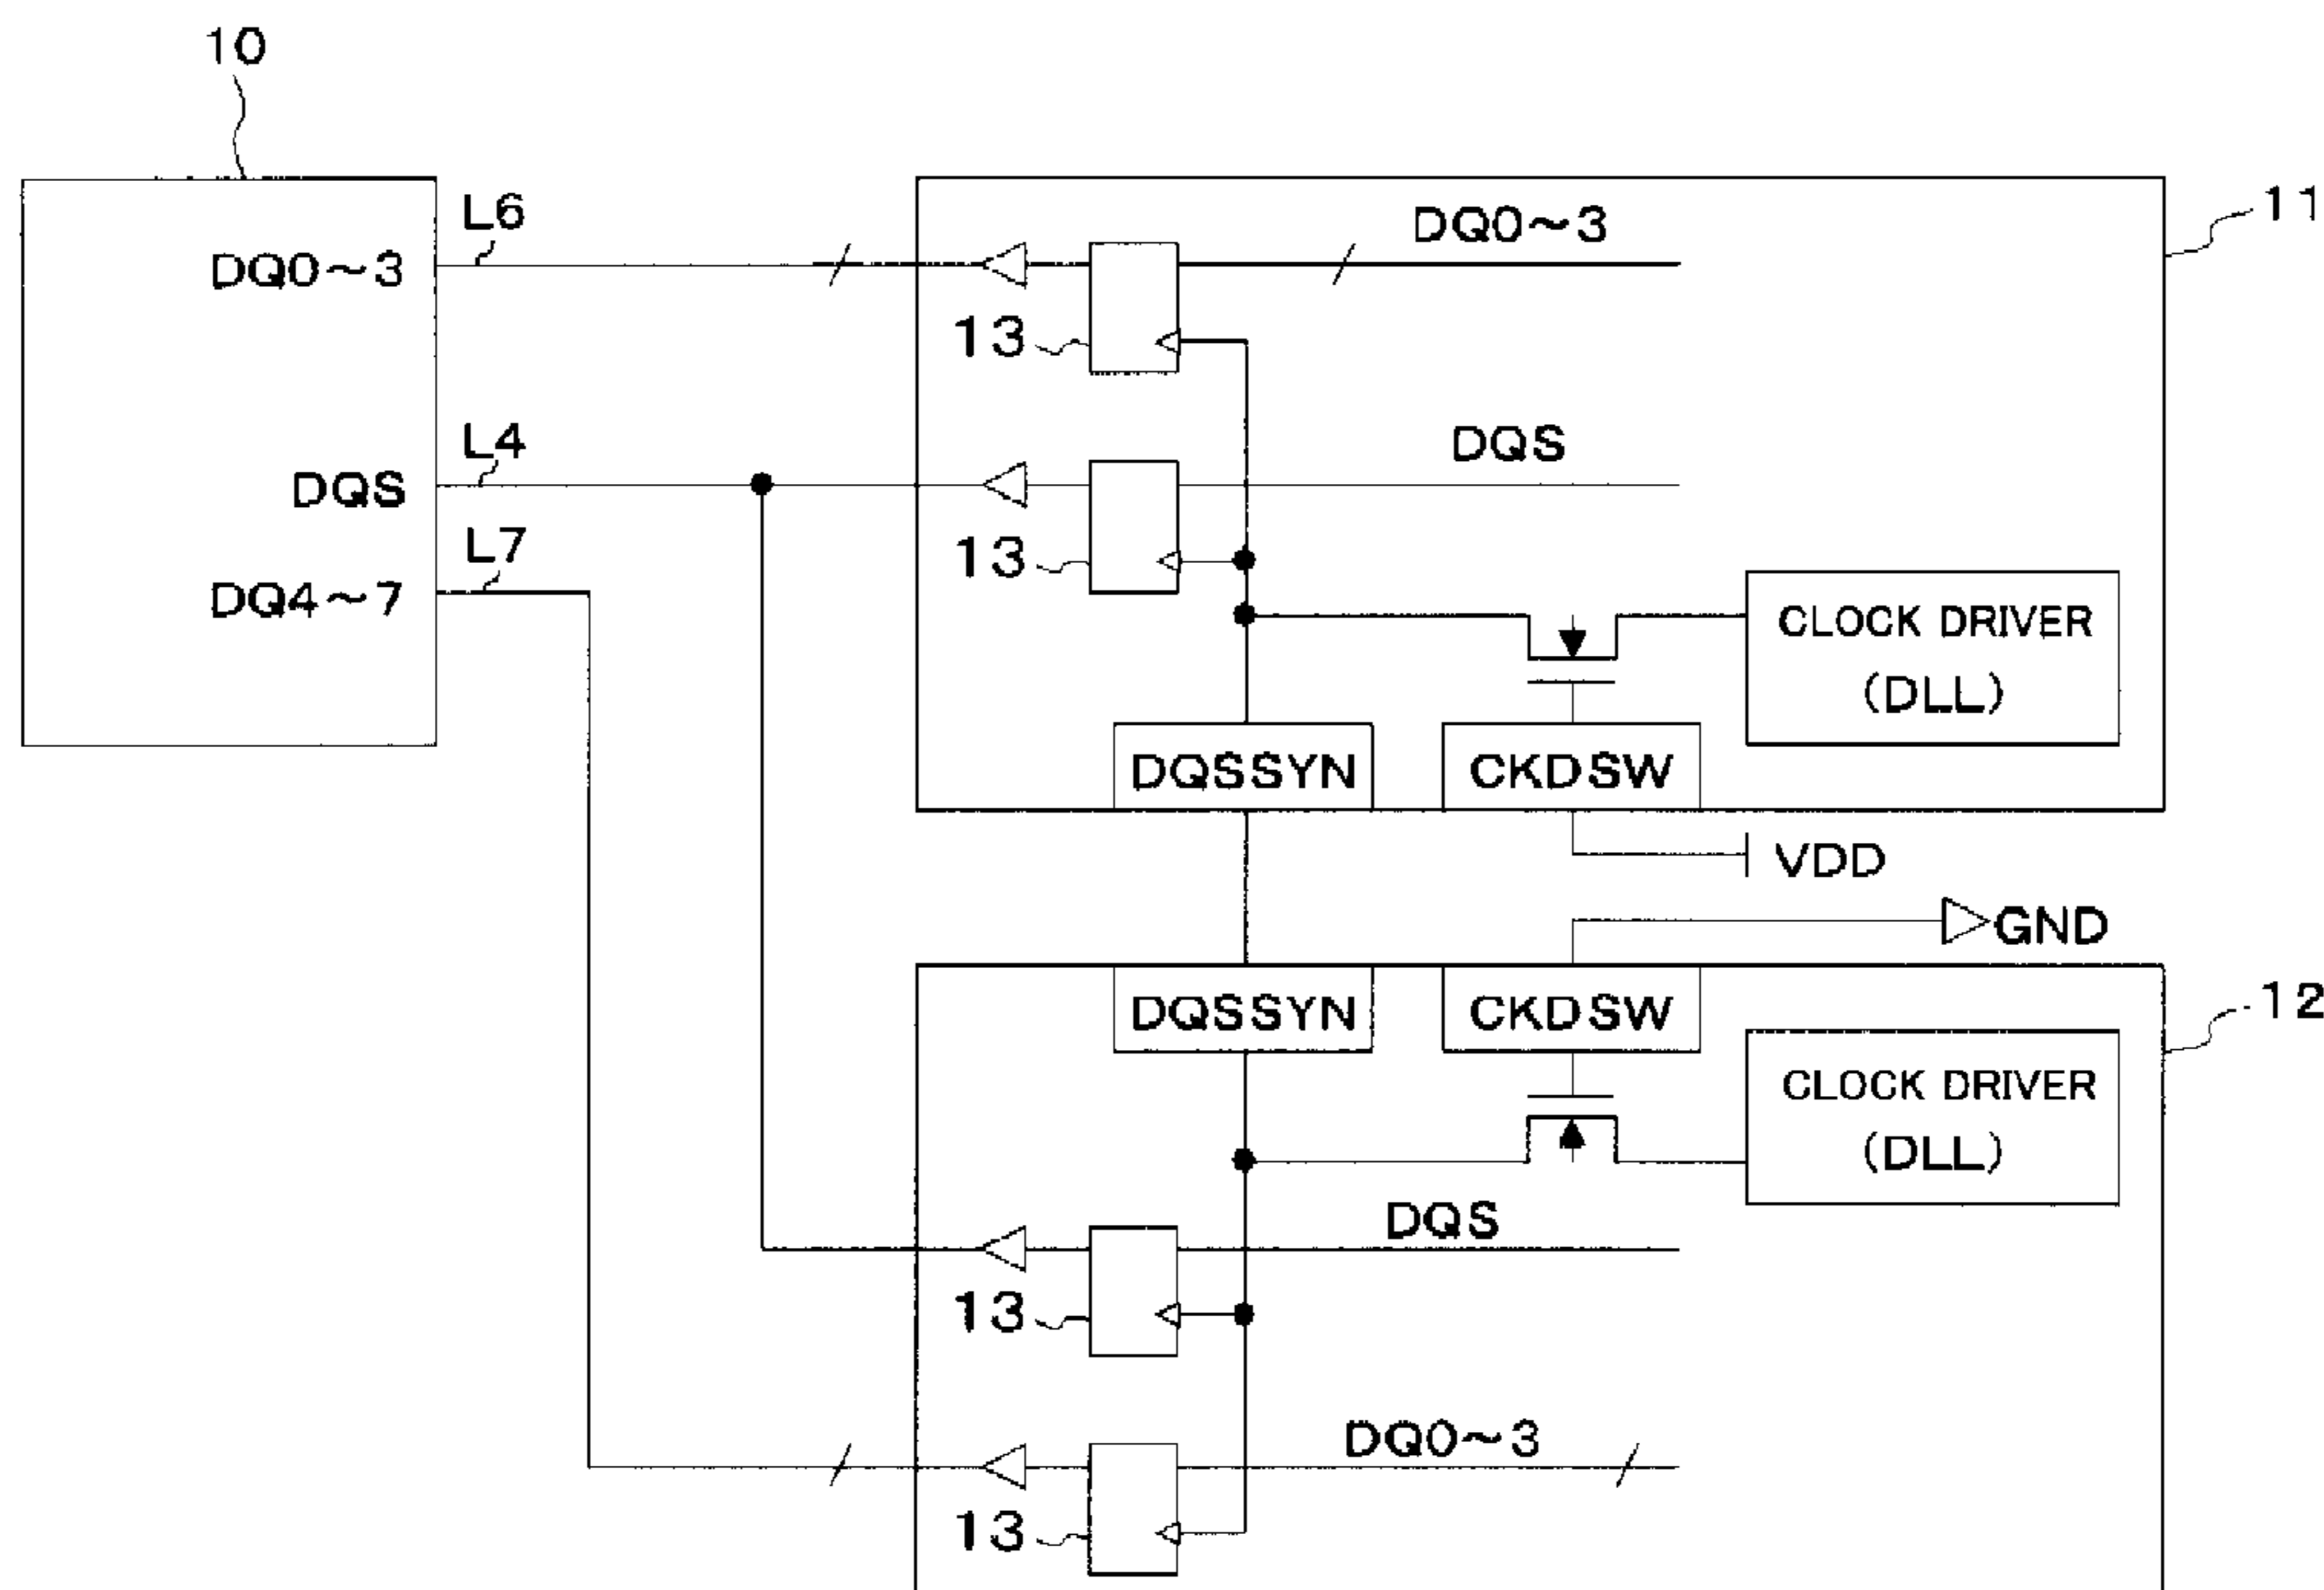 10
11
L6
DQ0~3
DQ0~3
13
L4
DQS
DQS
L7
13
DQ4~7
CLOCK DRIVER
(DLL)
DQSSYN
CKDSW
VDD
GND
DQSSYN
CKDSW
12
CLOCK DRIVER
(DLL)
DQS
13
DQ0~3
13